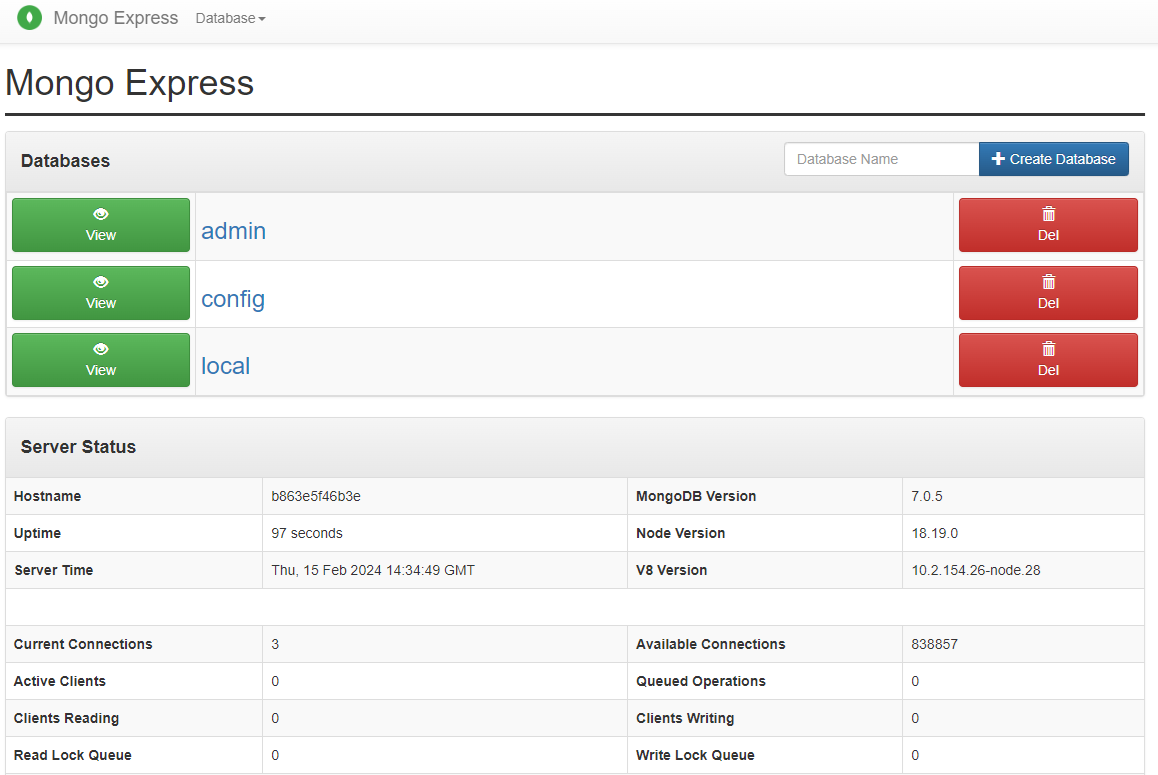 Mongo Express Database
Mongo Express
Databases Database Name Create Database
View admin Del
View config Del
View local Del
Server Status
Hostname b863e5f46b3e MongoDB Version 7.0.5
Uptime 97 seconds Node Version 18.19.0
Server Time Thu, 15 Feb 2024 14:34:49 GMT V8 Version 10.2.154.26-node.28
Current Connections 3 Available Connections 838857
Active Clients 0 Queued Operations 0
Clients Reading 0 Clients Writing 0
Read Lock Queue 0 Write Lock Queue 0